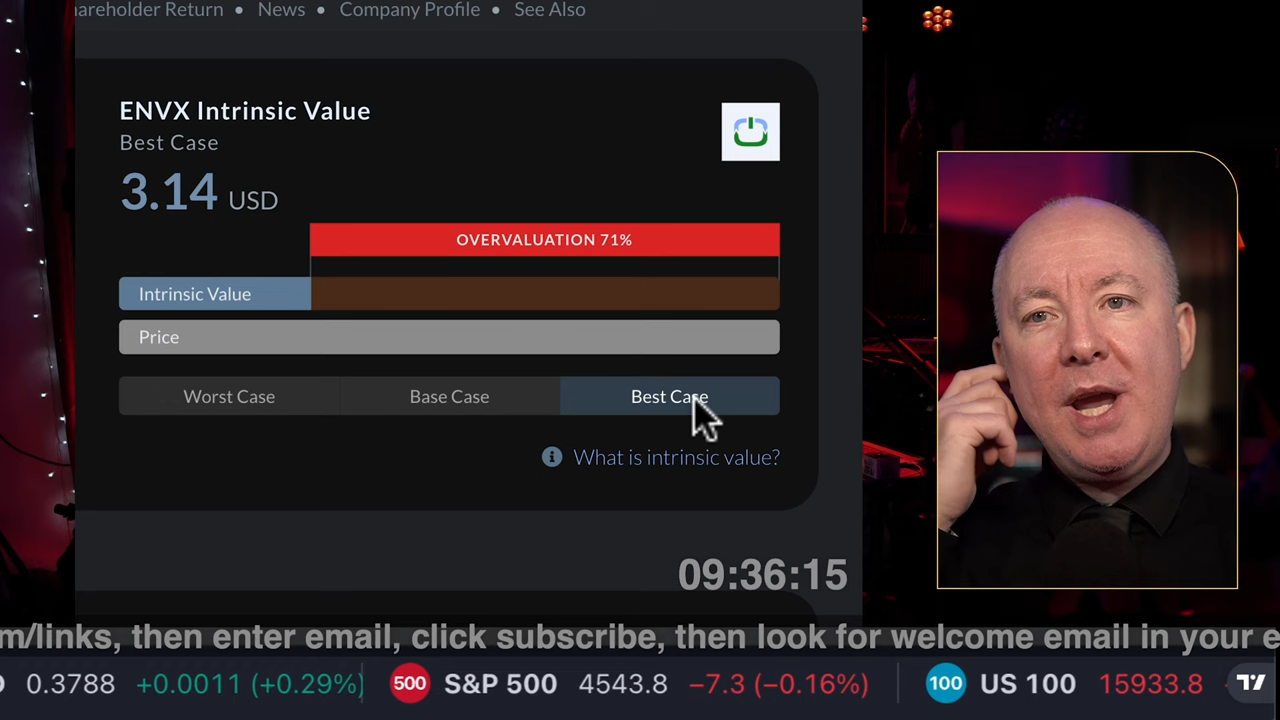 hareholder Return • News • Company Profile • See Also
ENVX Intrinsic Value
Best Case
3.14 USD
OVERVALUATION 71%
Intrinsic Value
Price
Worst Case Base Case Best Case
What is intrinsic value?
09:36:15
m/links, then enter email, click subscribe, then look for welcome email in your e
0.3788 +0.0011 (+0.29%) 500 S&P 500 4543.8 −7.3 (−0.16%) 100 US 100 15933.8